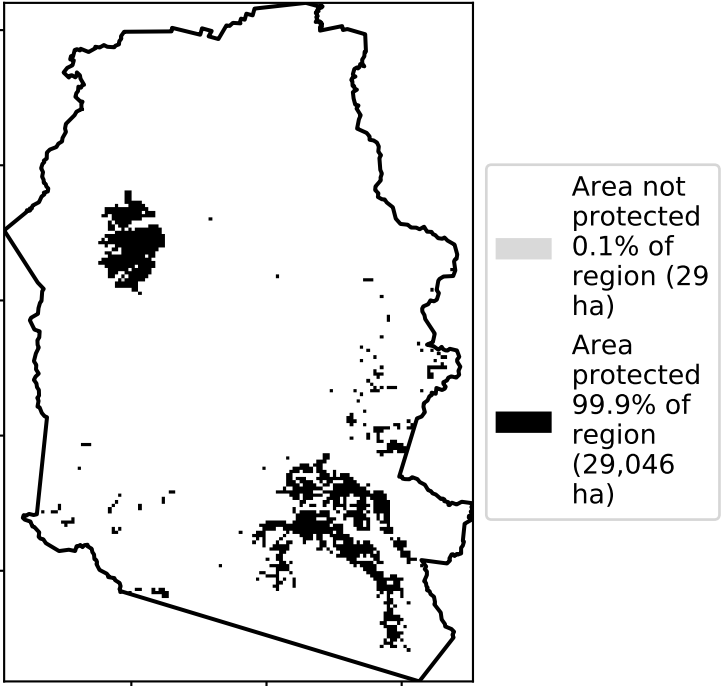 Area not
protected
0.1% of
region (29
ha)
Area
protected
99.9% of
region
(29,046
ha)